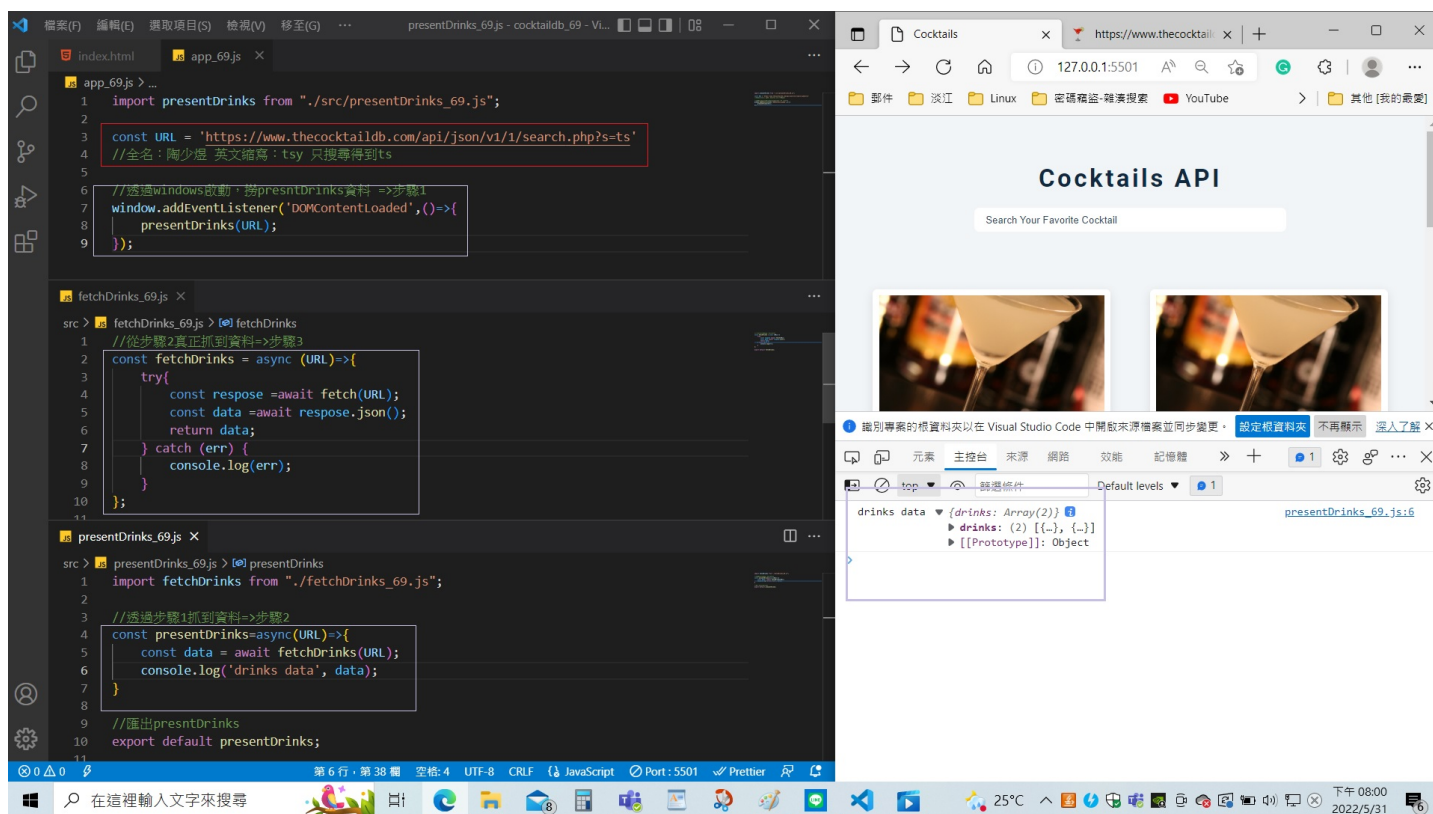 檔案(F) 編輯(E) 選取項目(S) 檢視(V) 移至(G) ··· presentDrinks_69.js - cocktaildb_69 - Vi...
index.html app_69.js
app_69.js > ...
1 import presentDrinks from "./src/presentDrinks_69.js";
2
3 const URL = 'https://www.thecocktaildb.com/api/json/v1/1/search.php?s=ts'
4 //全名：陶少煜 英文縮寫：tsy 只搜尋得到ts
5
6 //透過windows啟動，撈presntDrinks資料 =>步驟1
7 window.addEventListener('DOMContentLoaded',()=>{
8 presentDrinks(URL);
9 });
fetchDrinks_69.js
src > fetchDrinks_69.js > fetchDrinks
1 //從步驟2真正抓到資料=>步驟3
2 const fetchDrinks = async (URL)=>{
3 try{
4 const respose =await fetch(URL);
5 const data =await respose.json();
6 return data;
7 } catch (err) {
8 console.log(err);
9 }
10 };
11
presentDrinks_69.js
src > presentDrinks_69.js > presentDrinks
1 import fetchDrinks from "./fetchDrinks_69.js";
2
3 //透過步驟1抓到資料=>步驟2
4 const presentDrinks=async(URL)=>{
5 const data = await fetchDrinks(URL);
6 console.log('drinks data', data);
7 }
8
9 //匯出presntDrinks
10 export default presentDrinks;
11
0 0 第 6 行，第 38 欄 空格: 4 UTF-8 CRLF JavaScript Port : 5501 Prettier
Cocktails https://www.thecocktail
127.0.0.1:5501
郵件 淡江 Linux 密碼竊盜-雜湊搜索 YouTube 其他 [我的最愛]
Cocktails API
Search Your Favorite Cocktail
識別專案的根資料夾以在 Visual Studio Code 中開啟來源檔案並同步變更。 設定根資料夾 不再顯示 深入了解
元素 主控台 來源 網路 效能 記憶體 1
top 篩選條件 Default levels 1
drinks data {drinks: Array(2)} presentDrinks_69.js:6
drinks: (2) [{…}, {…}]
[[Prototype]]: Object
在這裡輸入文字來搜尋 8 25°C 下午 08:00
2022/5/31 6